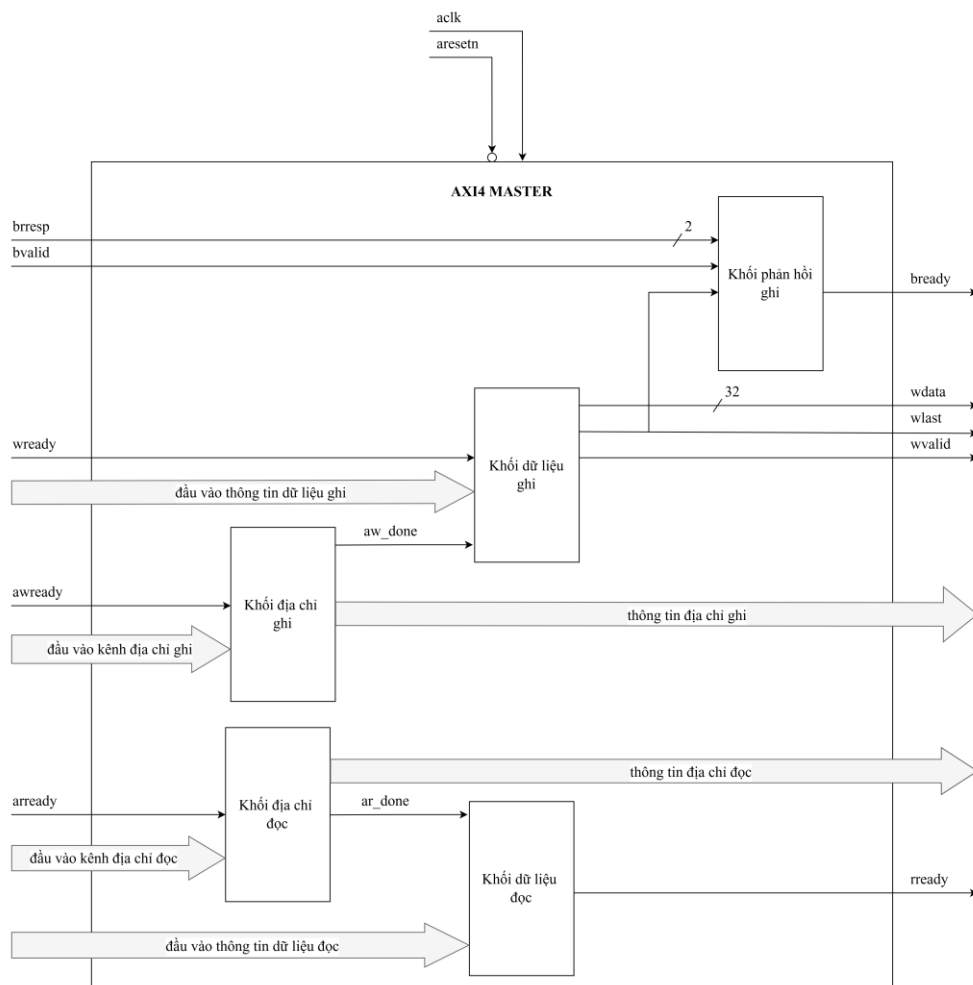 aclk
aresetn
AXI4 MASTER
brresp
2
bvalid
Khối phản hồi
ghi
bready
32
wdata
wlast
wready
wvalid
Khối dữ liệu
ghi
đầu vào thông tin dữ liệu ghi
aw_done
awready
Khối địa chỉ
ghi
thông tin địa chỉ ghi
đầu vào kênh địa chỉ ghi
thông tin địa chỉ đọc
arready
Khối địa chỉ
đọc
ar_done
đầu vào kênh địa chỉ đọc
Khối dữ liệu
đọc
rready
đầu vào thông tin dữ liệu đọc